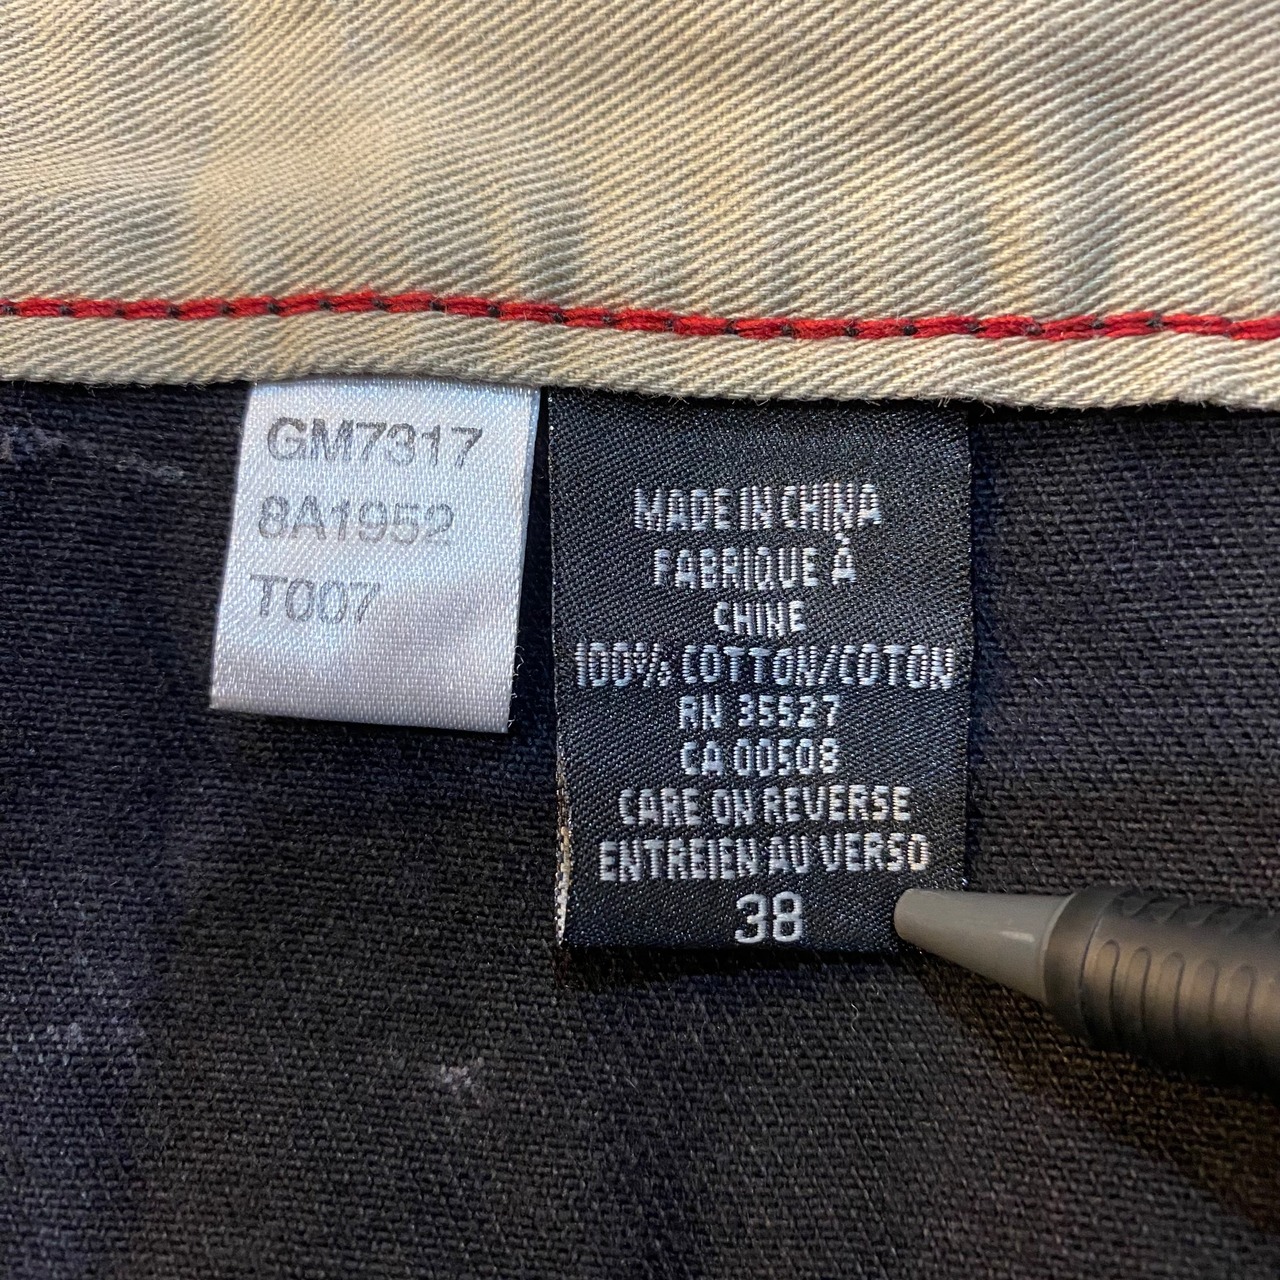 GM7317
8A1952
T007
MADE IN CHINA
FABRIQUE À
CHINE
100% COTTON/COTON
RN 35527
CA 00508
CARE ON REVERSE
ENTREIEN AU VERSO
38